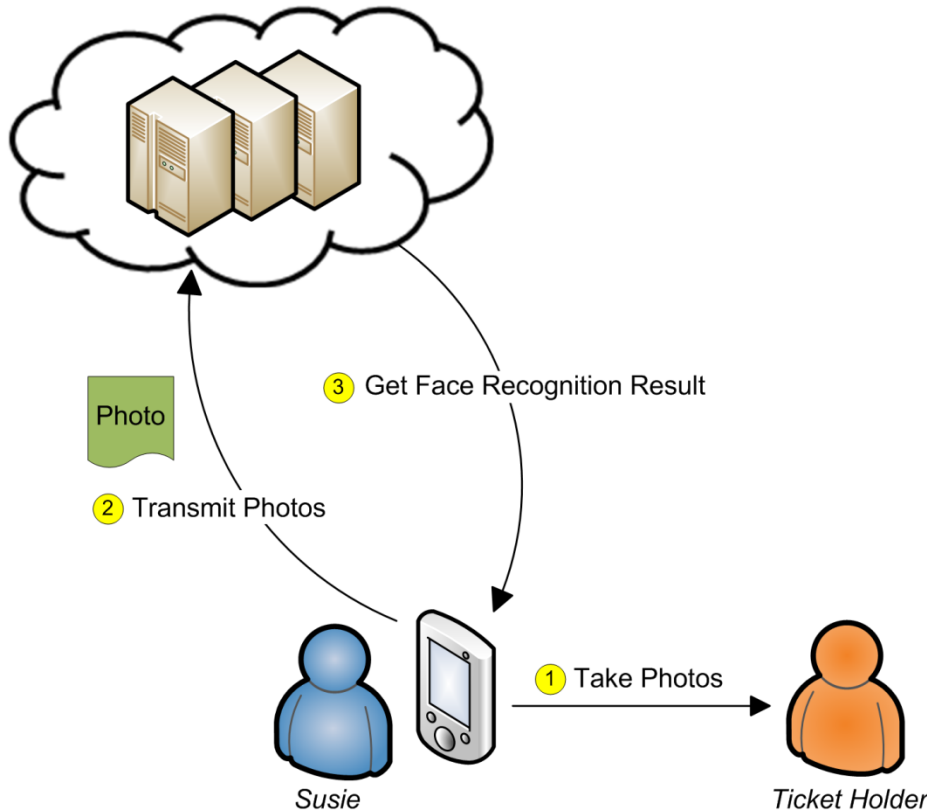 3 Get Face Recognition Result
Photo
2 Transmit Photos
1 Take Photos
Susie
Ticket Holder